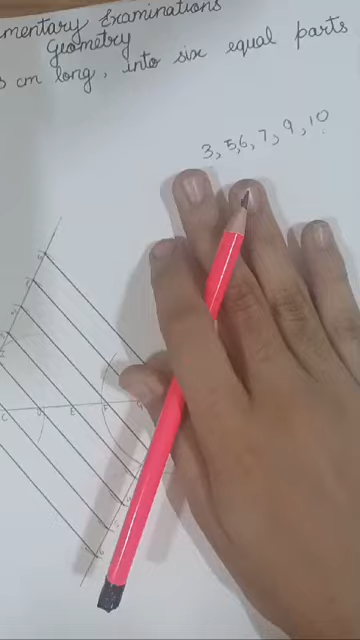 mentary Examinations
Geometry
cm long, into six equal parts
3, 5, 6, 7, 9, 10
C D E F